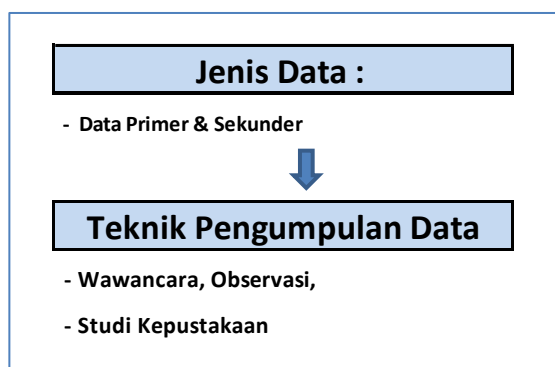 Jenis Data :
- Data Primer & Sekunder
Teknik Pengumpulan Data
- Wawancara, Observasi,
- Studi Kepustakaan